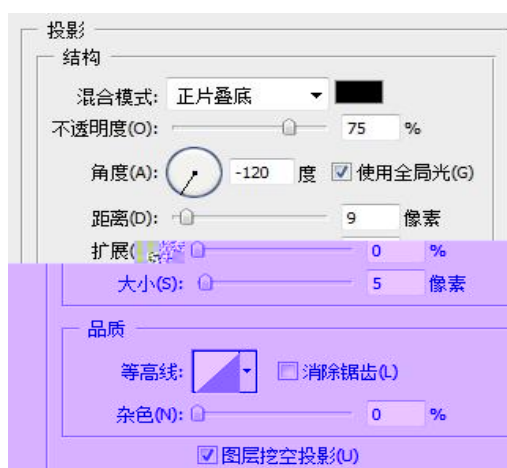 投影
结构
混合模式: 正片叠底
不透明度(O): 75 %
角度(A): -120 度 使用全局光(G)
距离(D): 9 像素
扩展( 0 %
大小(S): 5 像素
品质
等高线: 消除锯齿(L)
杂色(N): 0 %
图层挖空投影(U)